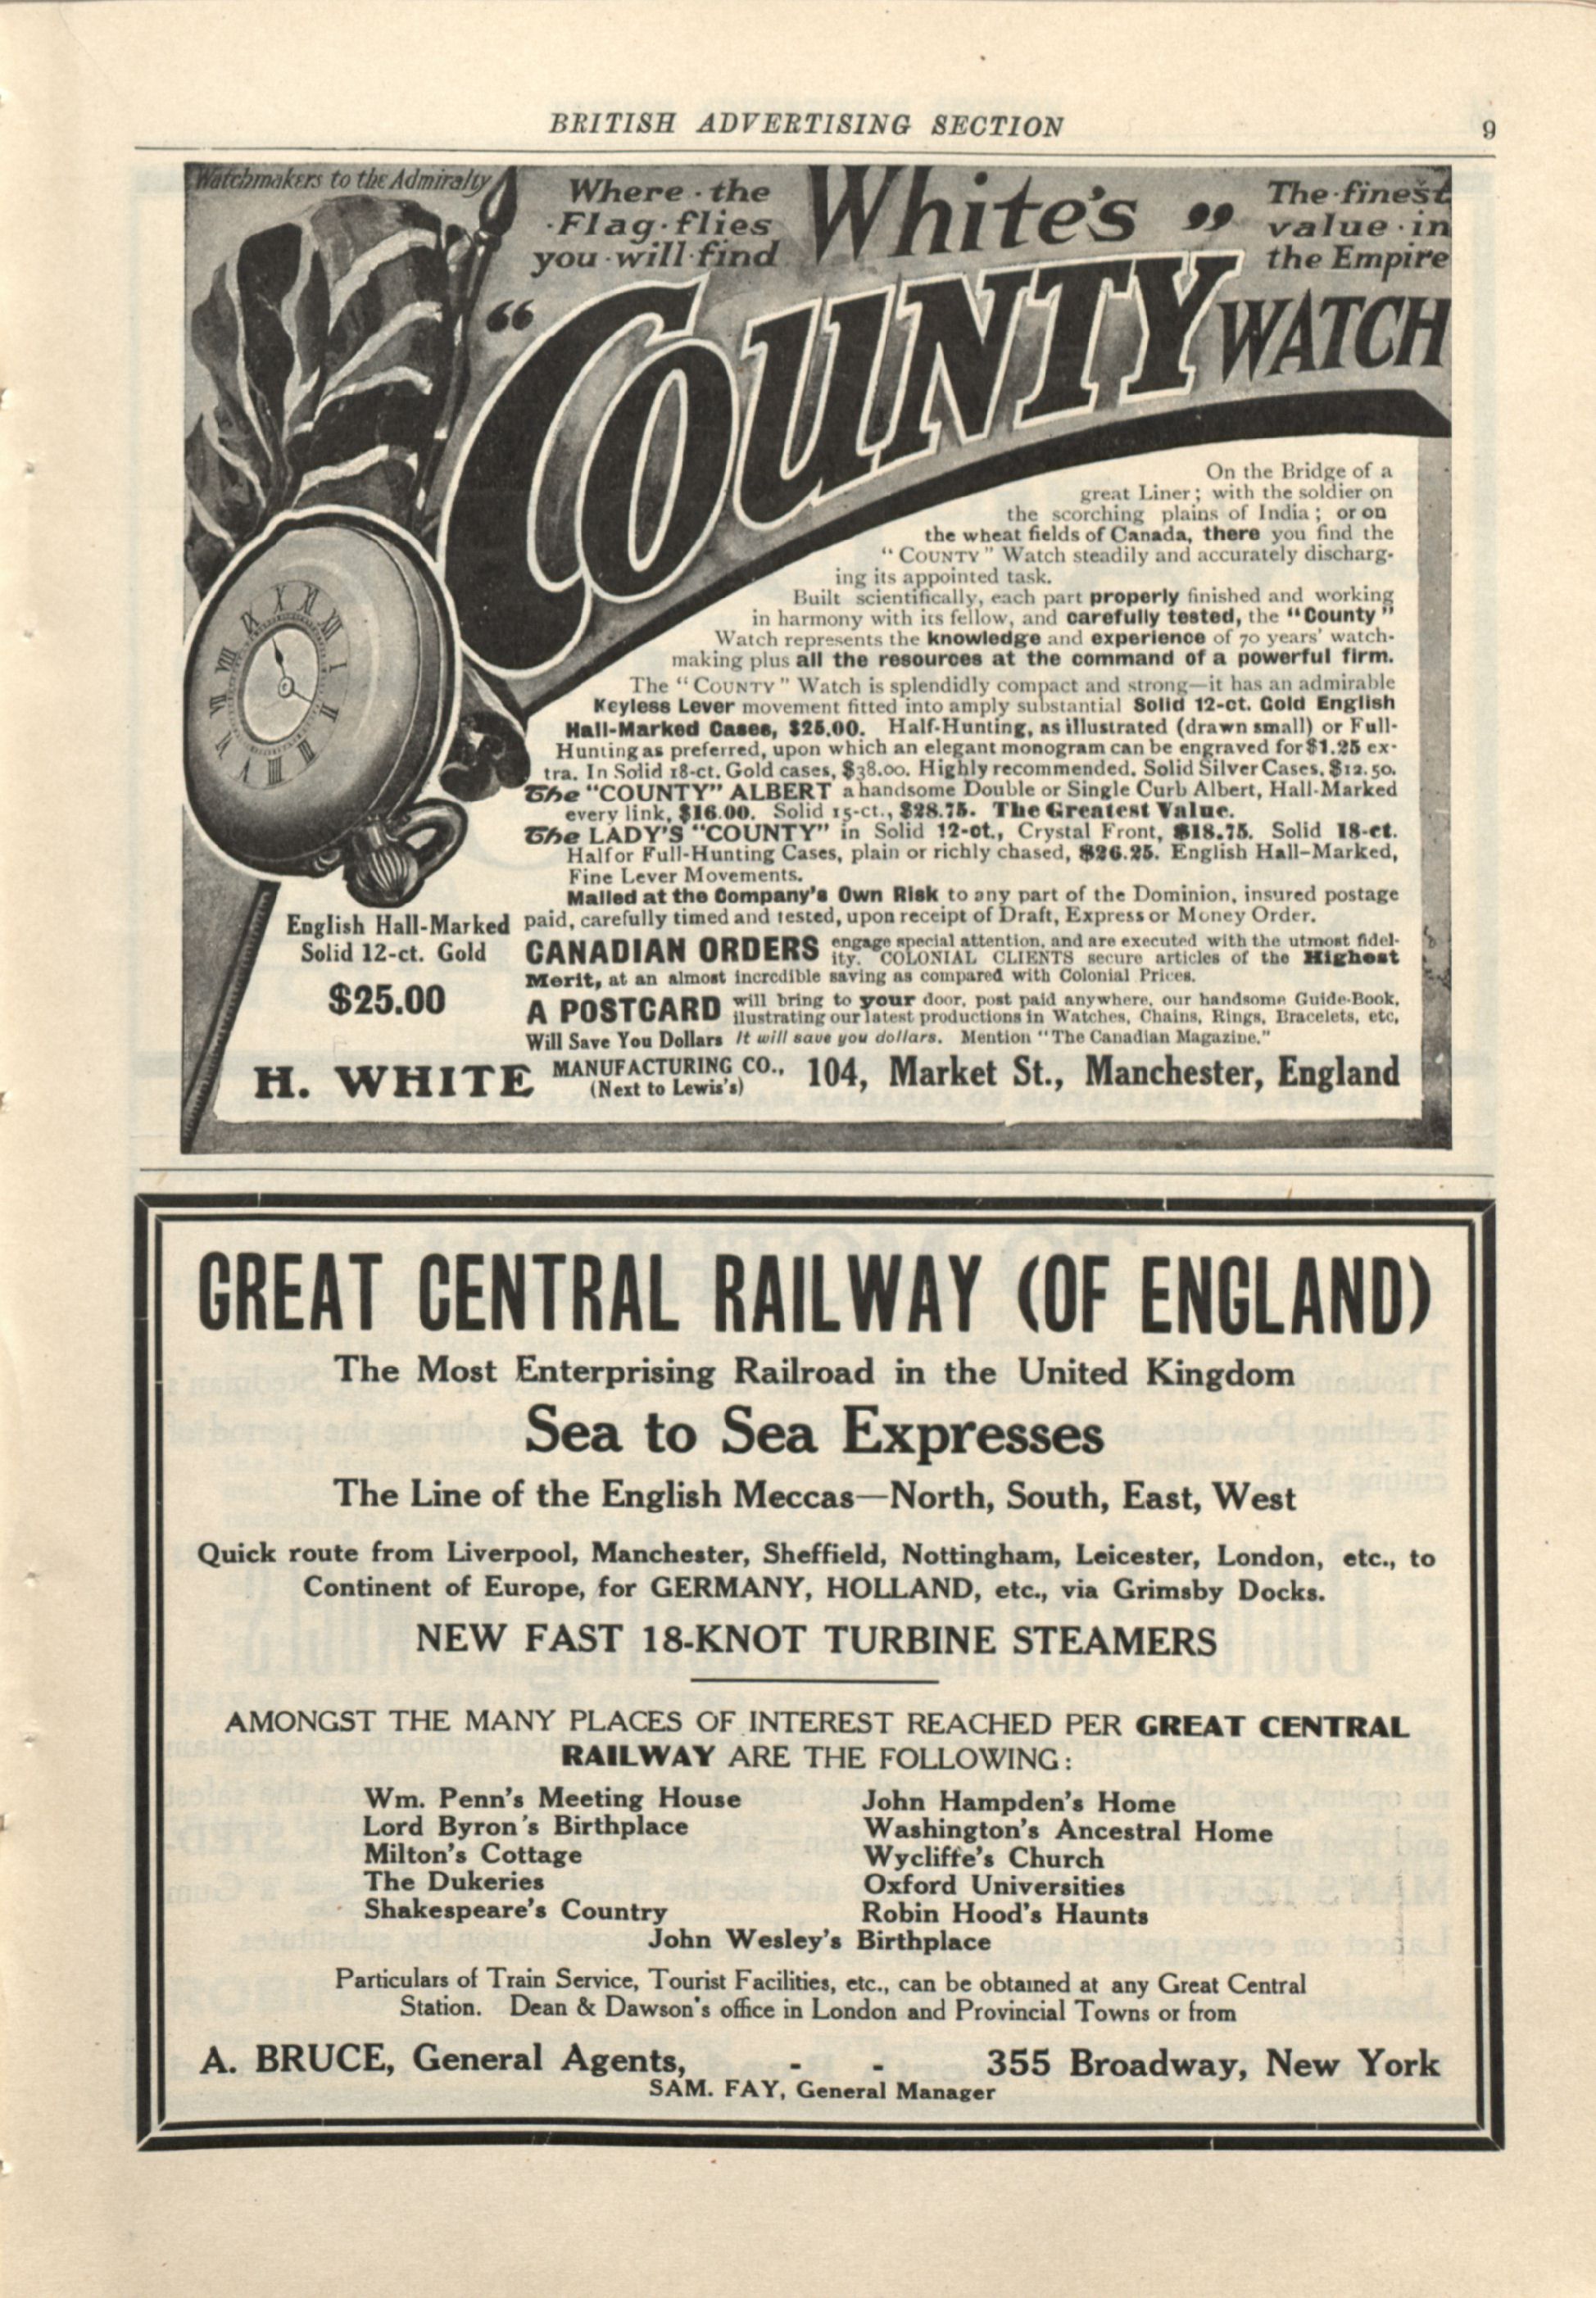 BRITISH ADVERTISING SECTION
9
Watchmakers to the Admiralty
Where · the
· Flag · flies
you · will · find
White's
The · finest
value · in
the Empire
“COUNTY” WATCH
On the Bridge of a
great Liner; with the soldier on
the scorching plains of India; or on
the wheat fields of Canada, there you find the
“COUNTY” Watch steadily and accurately discharg-
ing its appointed task.
Built scientifically, each part properly finished and working
in harmony with its fellow, and carefully tested, the “County”
Watch represents the knowledge and experience of 70 years' watch-
making plus all the resources at the command of a powerful firm.
The “COUNTY” Watch is splendidly compact and strong—it has an admirable
Keyless Lever movement fitted into amply substantial Solid 12-ct. Gold English
Hall-Marked Cases, $25.00. Half-Hunting, as illustrated (drawn small) or Full-
Hunting as preferred, upon which an elegant monogram can be engraved for $1.25 ex-
tra. In Solid 18-ct. Gold cases, $38.00. Highly recommended. Solid Silver Cases, $12.50.
The “COUNTY” ALBERT a handsome Double or Single Curb Albert, Hall-Marked
every link, $16.00. Solid 15-ct., $28.75. The Greatest Value.
The LADY'S “COUNTY” in Solid 12-ct., Crystal Front, $18.75. Solid 18-ct.
Half or Full-Hunting Cases, plain or richly chased, $26.25. English Hall-Marked,
Fine Lever Movements.
Mailed at the Company's Own Risk to any part of the Dominion, insured postage
paid, carefully timed and tested, upon receipt of Draft, Express or Money Order.
English Hall-Marked
Solid 12-ct. Gold
$25.00
CANADIAN ORDERS engage special attention, and are executed with the utmost fidel-
ity. COLONIAL CLIENTS secure articles of the Highest
Merit, at an almost incredible saving as compared with Colonial Prices.
A POSTCARD will bring to your door, post paid anywhere, our handsome Guide-Book,
ilustrating our latest productions in Watches, Chains, Rings, Bracelets, etc,
Will Save You Dollars It will save you dollars. Mention “The Canadian Magazine.”
H. WHITE MANUFACTURING CO., 104, Market St., Manchester, England
(Next to Lewis's)
GREAT CENTRAL RAILWAY (OF ENGLAND)
The Most Enterprising Railroad in the United Kingdom
Sea to Sea Expresses
The Line of the English Meccas—North, South, East, West
Quick route from Liverpool, Manchester, Sheffield, Nottingham, Leicester, London, etc., to
Continent of Europe, for GERMANY, HOLLAND, etc., via Grimsby Docks.
NEW FAST 18-KNOT TURBINE STEAMERS
AMONGST THE MANY PLACES OF INTEREST REACHED PER GREAT CENTRAL
RAILWAY ARE THE FOLLOWING:
Wm. Penn's Meeting House
Lord Byron's Birthplace
Milton's Cottage
The Dukeries
Shakespeare's Country
John Hampden's Home
Washington's Ancestral Home
Wycliffe's Church
Oxford Universities
Robin Hood's Haunts
John Wesley's Birthplace
Particulars of Train Service, Tourist Facilities, etc., can be obtained at any Great Central
Station. Dean & Dawson's office in London and Provincial Towns or from
A. BRUCE, General Agents, - - 355 Broadway, New York
SAM. FAY, General Manager